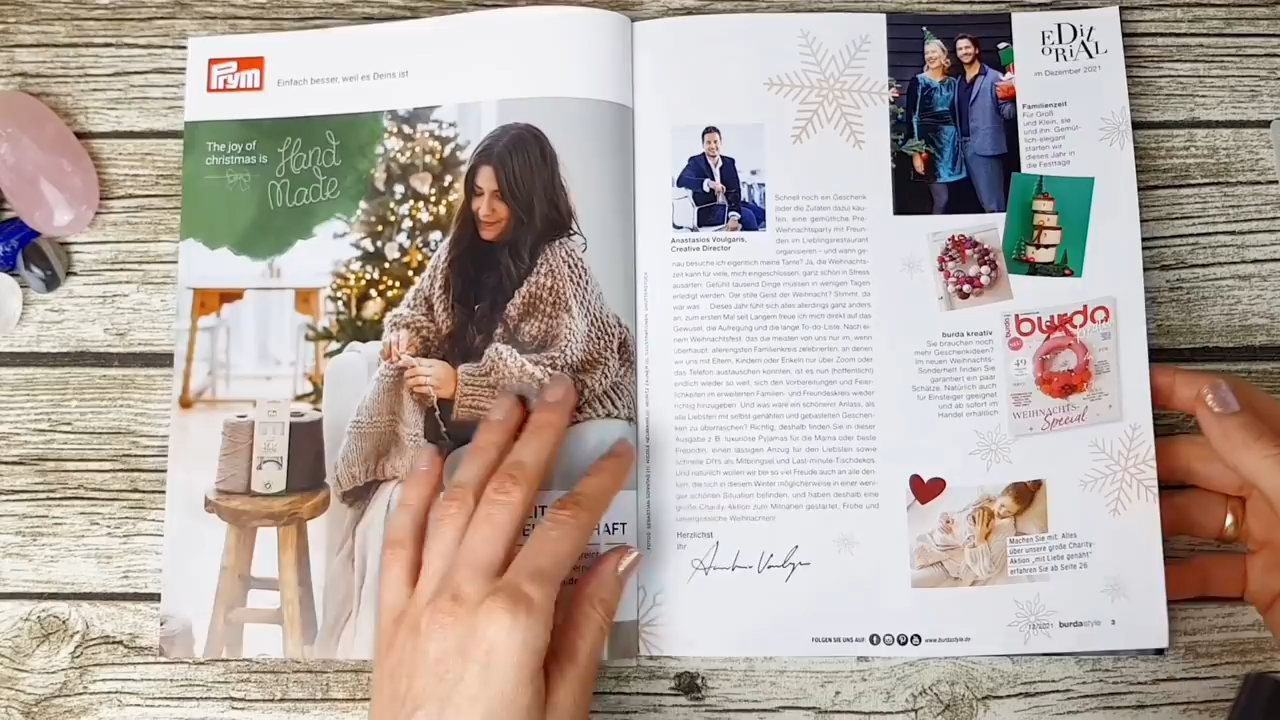 Prym
Einfach besser, weil es Deins ist
The joy of
christmas is
Hand
Made
EDitORiAL
im Dezember 2021
Familienzeit
Für Groß
und Klein, sie
und ihn: Gemüt-
lich-elegant
starten wir
dieses Jahr in
die Festtage
Anastasios Voulgaris,
Creative Director
Schnell noch ein Geschenk
(oder die Zutaten dazu kau-
fen, eine gemütliche Pre-
Weihnachtsparty mit Freun-
den im Lieblingsrestaurant
organisieren – und wann ge-
nau besuche ich eigentlich meine Tante? Ja, die Weihnachts-
zeit kann für viele, mich eingeschlossen, ganz schön in Stress
ausarten. Gefühlt tausend Dinge müssen in wenigen Tagen
erledigt werden. Der stille Geist der Weihnacht? Stimmt, da
war was ... Dieses Jahr fühlt sich alles allerdings ganz anders
an, zum ersten Mal seit Langem freue ich mich direkt auf das
Gewusel, die Aufregung und die lange To-do-Liste. Nach ei-
nem Weihnachtsfest, das die meisten von uns nur im, wenn
überhaupt, allerengsten Familienkreis zelebrierten, an denen
wir uns mit Eltern, Kindern oder Enkeln nur über Zoom oder
das Telefon austauschen konnten, ist es nun (hoffentlich)
endlich wieder so weit, sich den Vorbereitungen und Feier-
lichkeiten im erweiterten Familien- und Freundeskreis wieder
richtig hinzugeben. Und was wäre ein schönerer Anlass, als
alle Liebsten mit selbst genähten und gebastelten Geschen-
ken zu überraschen? Richtig, deshalb finden Sie in dieser
Ausgabe z. B. luxuriöse Pyjamas für die Mama oder beste
Freundin, einen lässigen Anzug für den Liebsten sowie
schnelle DIYs als Mitbringsel und Last-minute-Tischdekos.
Und natürlich wollen wir bei so viel Freude auch an alle den-
ken, die sich in diesem Winter möglicherweise in einer weni-
ger schönen Situation befinden, und haben deshalb eine
große Charity-Aktion zum Mitnähen gestartet. Frohe und
unvergessliche Weihnachten!
Herzlichst
Ihr
burda kreativ
Sie brauchen noch
mehr Geschenkideen?
Im neuen Weihnachts-
Sonderheft finden Sie
garantiert ein paar
Schätze. Natürlich auch
für Einsteiger geeignet
und ab sofort im
Handel erhältlich
burda
NEU
49
WEIHNACHTS-
Special
Machen Sie mit. Alles
über unsere große Charity-
Aktion „mit Liebe genäht“
erfahren Sie ab Seite 26
FOLGEN SIE UNS AUF:
www.burdastyle.de
burdastyle 3